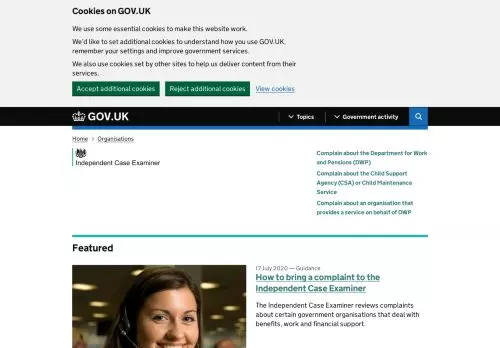 Cookies on GOV.UK
We use some essential cookies to make this website work.
We'd like to set additional cookies to understand how you use GOV.UK,
remember your settings and improve government services.
We also use cookies set by other sites to help us deliver content from their
services.
Accept additional cookies Reject additional cookies View cookies
GOV.UK Topics Government activity
Home Organisations
Independent Case Examiner
Complain about the Department for Work
and Pensions (DWP)
Complain about the Child Support
Agency (CSA) or Child Maintenance
Service
Complain about an organisation that
provides a service on behalf of DWP
Featured
17 July 2020 — Guidance
How to bring a complaint to the
Independent Case Examiner
The Independent Case Examiner reviews complaints
about certain government organisations that deal with
benefits, work and financial support.